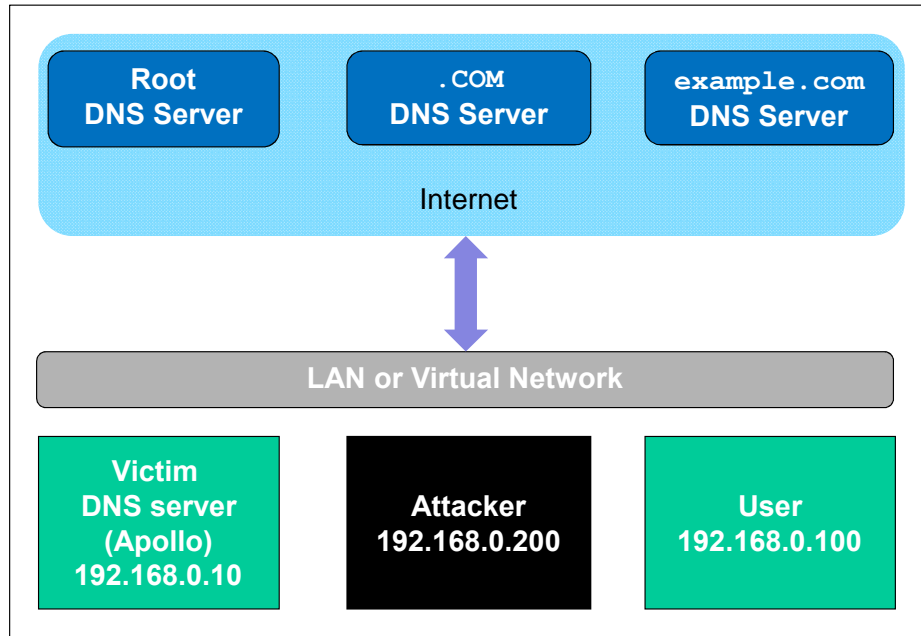 Root
DNS Server
.COM
DNS Server
example.com
DNS Server
Internet
LAN or Virtual Network
Victim
DNS server
(Apollo)
192.168.0.10
Attacker
192.168.0.200
User
192.168.0.100